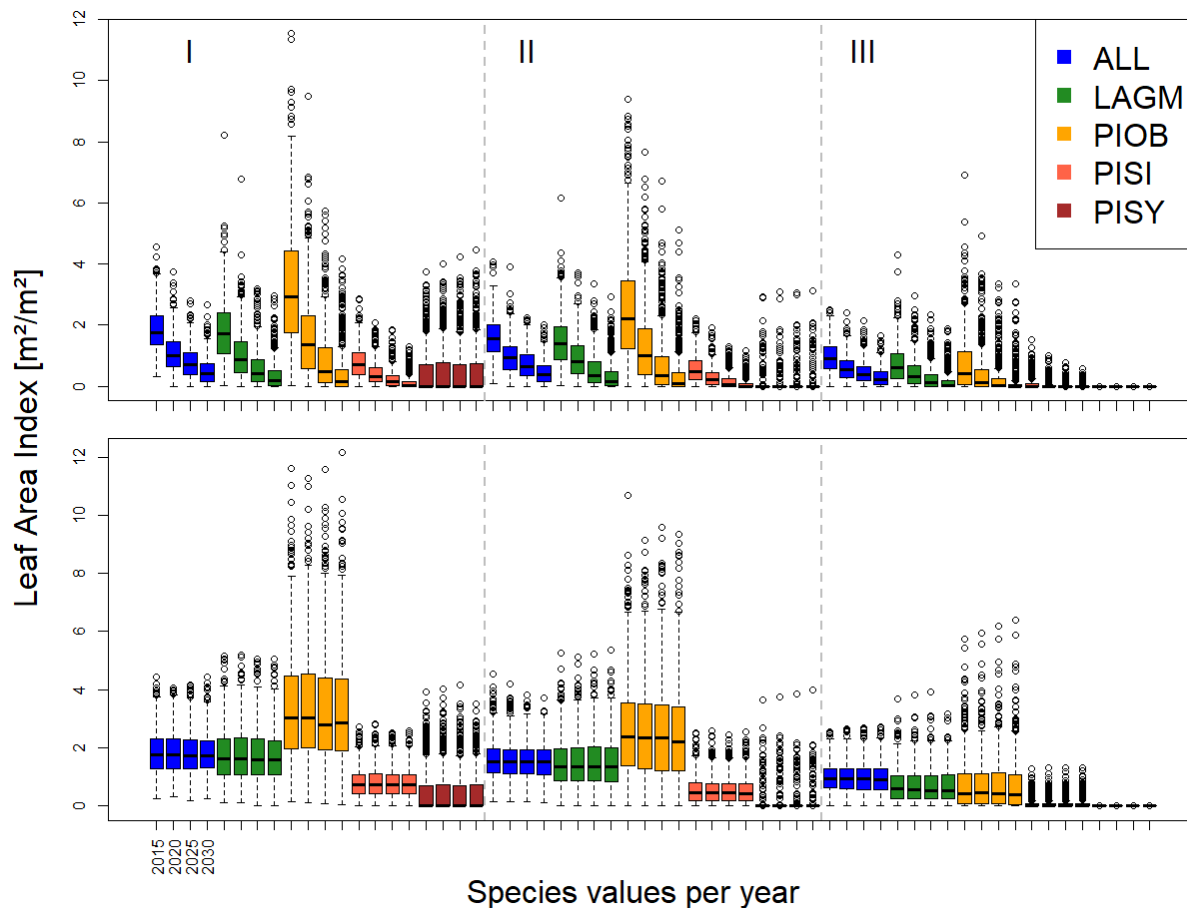 I
II
III
ALL
LAGM
PIOB
PISI
PISY
12
10
8
6
4
2
0
12
10
8
6
4
2
0
Leaf Area Index [m²/m²]
2015
2020
2025
2030
Species values per year